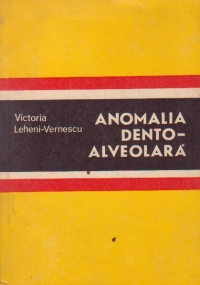 Victoria
Leheni-Vernescu
ANOMALIA
DENTO-
ALVEOLARĂ